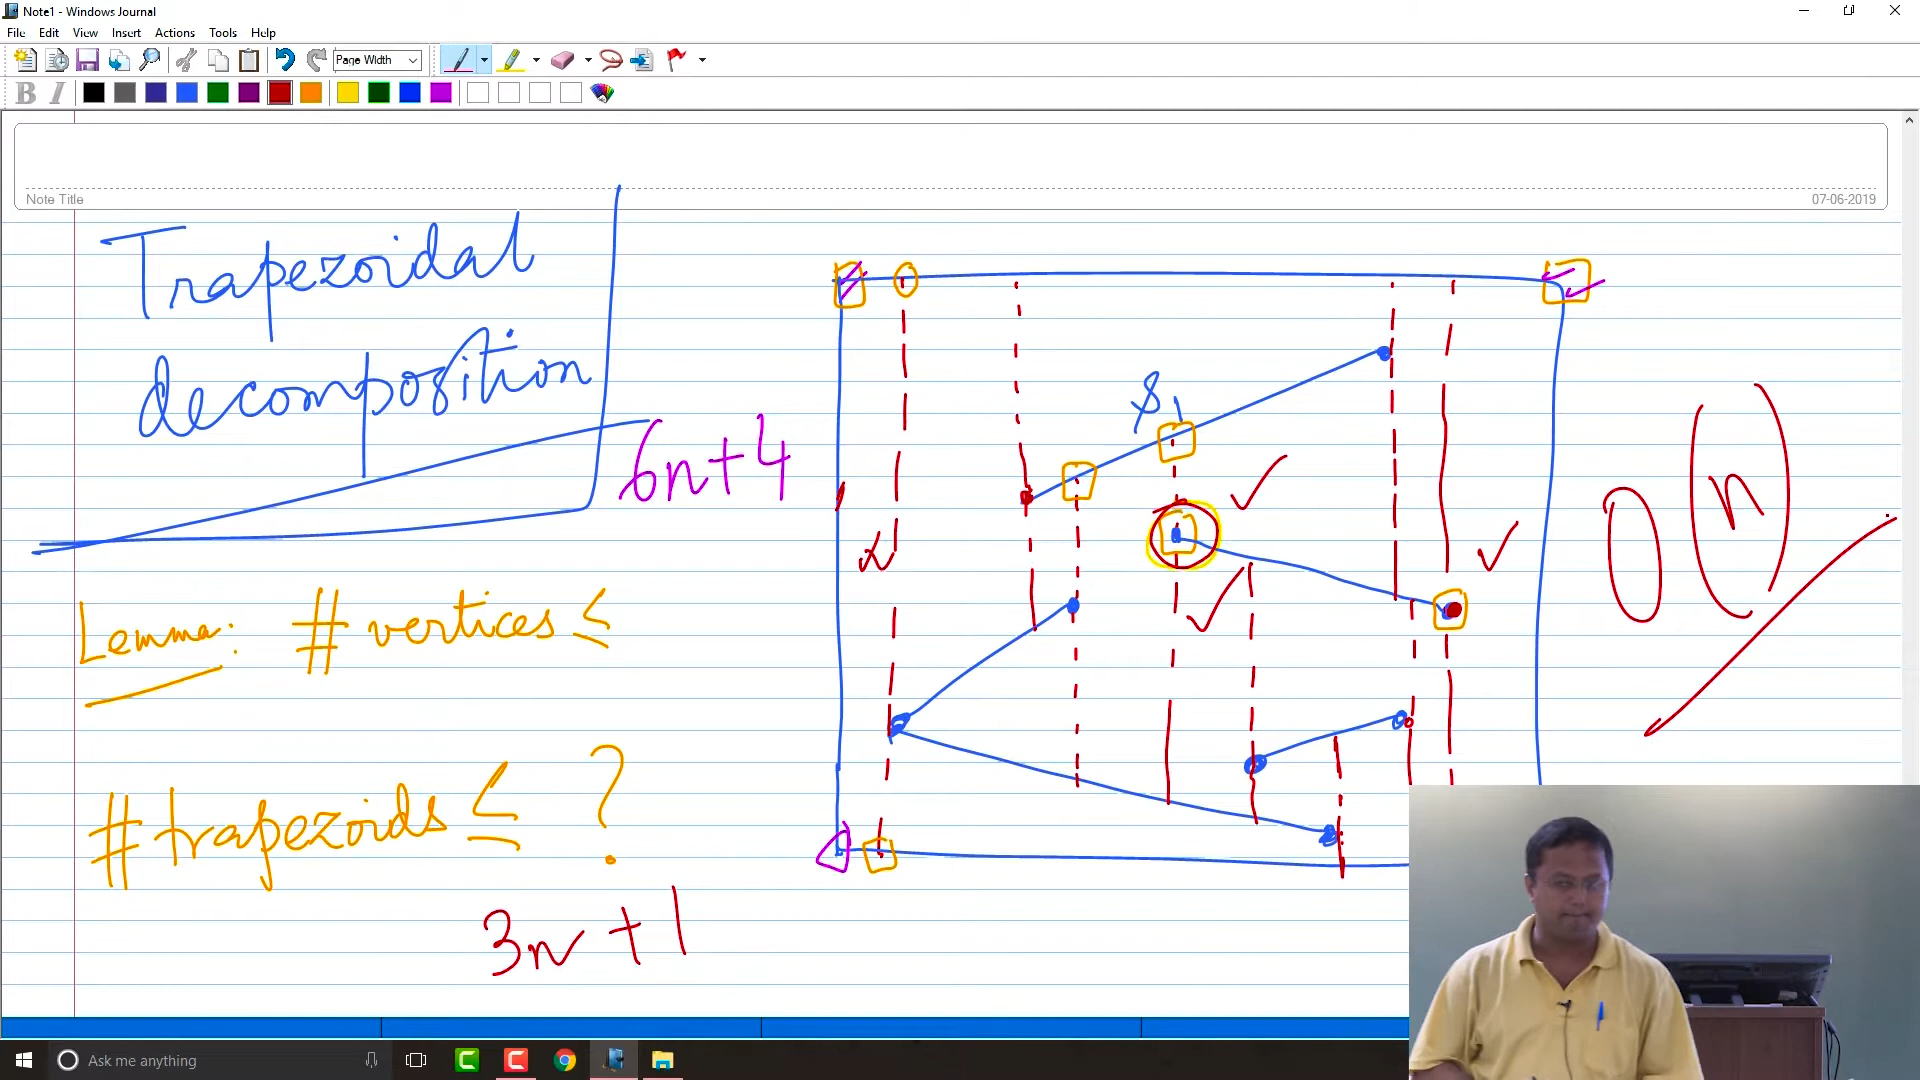 Note1 - Windows Journal
File Edit View Insert Actions Tools Help
Page Width
B I
Note Title
07-06-2019
Trapezoidal
decomposition
6n+4
Lemma: # vertices ≤
# trapezoids ≤ ?
3n + 1
s1
O(n)
Ask me anything